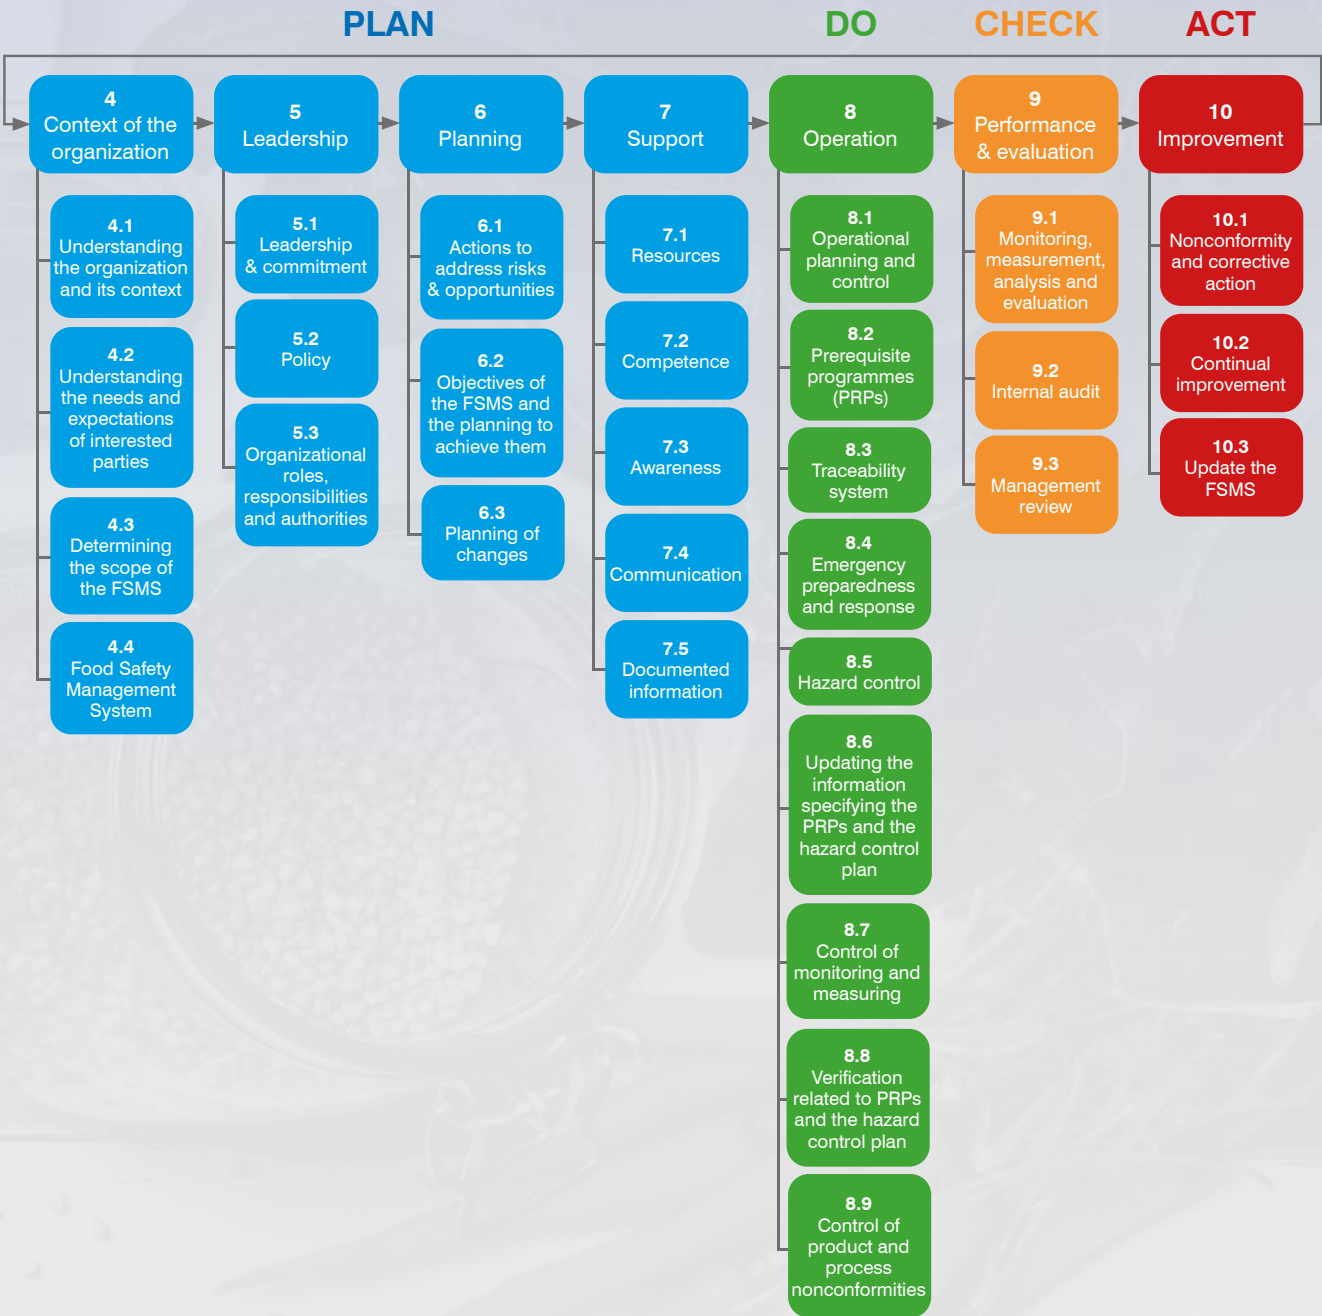 PLAN
DO
CHECK
ACT
4
Context of the
organization
5
Leadership
6
Planning
7
Support
8
Operation
9
Performance
& evaluation
10
Improvement
4.1
Understanding
the organization
and its context
4.2
Understanding
the needs and
expectations
of interested
parties
4.3
Determining
the scope of
the FSMS
4.4
Food Safety
Management
System
5.1
Leadership
& commitment
5.2
Policy
5.3
Organizational
roles,
responsibilities
and authorities
6.1
Actions to
address risks
& opportunities
6.2
Objectives of
the FSMS and
the planning to
achieve them
6.3
Planning of
changes
7.1
Resources
7.2
Competence
7.3
Awareness
7.4
Communication
7.5
Documented
information
8.1
Operational
planning and
control
8.2
Prerequisite
programmes
(PRPs)
8.3
Traceability
system
8.4
Emergency
preparedness
and response
8.5
Hazard control
8.6
Updating the
information
specifying the
PRPs and the
hazard control
plan
8.7
Control of
monitoring and
measuring
8.8
Verification
related to PRPs
and the hazard
control plan
8.9
Control of
product and
process
nonconformities
9.1
Monitoring,
measurement,
analysis and
evaluation
9.2
Internal audit
9.3
Management
review
10.1
Nonconformity
and corrective
action
10.2
Continual
improvement
10.3
Update the
FSMS